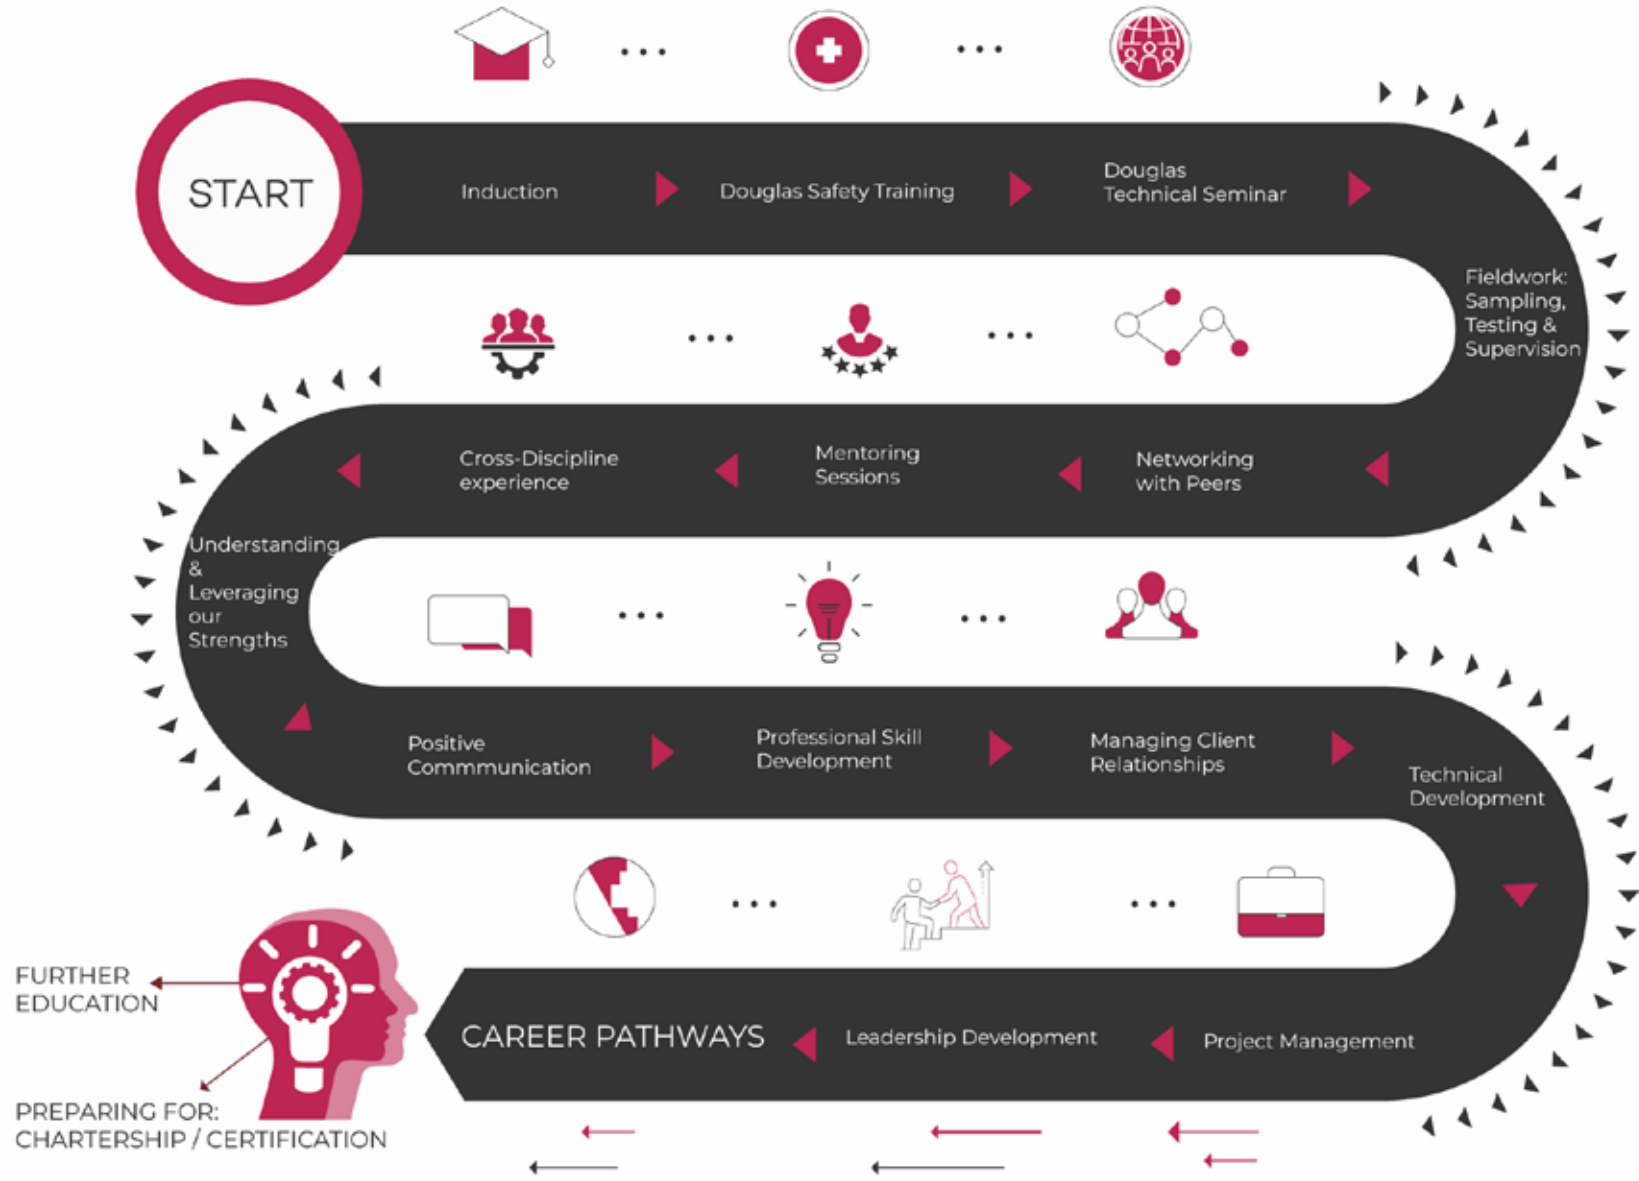 START
Induction
Douglas Safety Training
Douglas
Technical Seminar
Fieldwork:
Sampling,
Testing &
Supervision
Networking
with Peers
Mentoring
Sessions
Cross-Discipline
experience
Understanding
&
Leveraging
our
Strengths
Positive
Commmunication
Professional Skill
Development
Managing Client
Relationships
Technical
Development
Project Management
Leadership Development
CAREER PATHWAYS
FURTHER
EDUCATION
PREPARING FOR:
CHARTERSHIP / CERTIFICATION